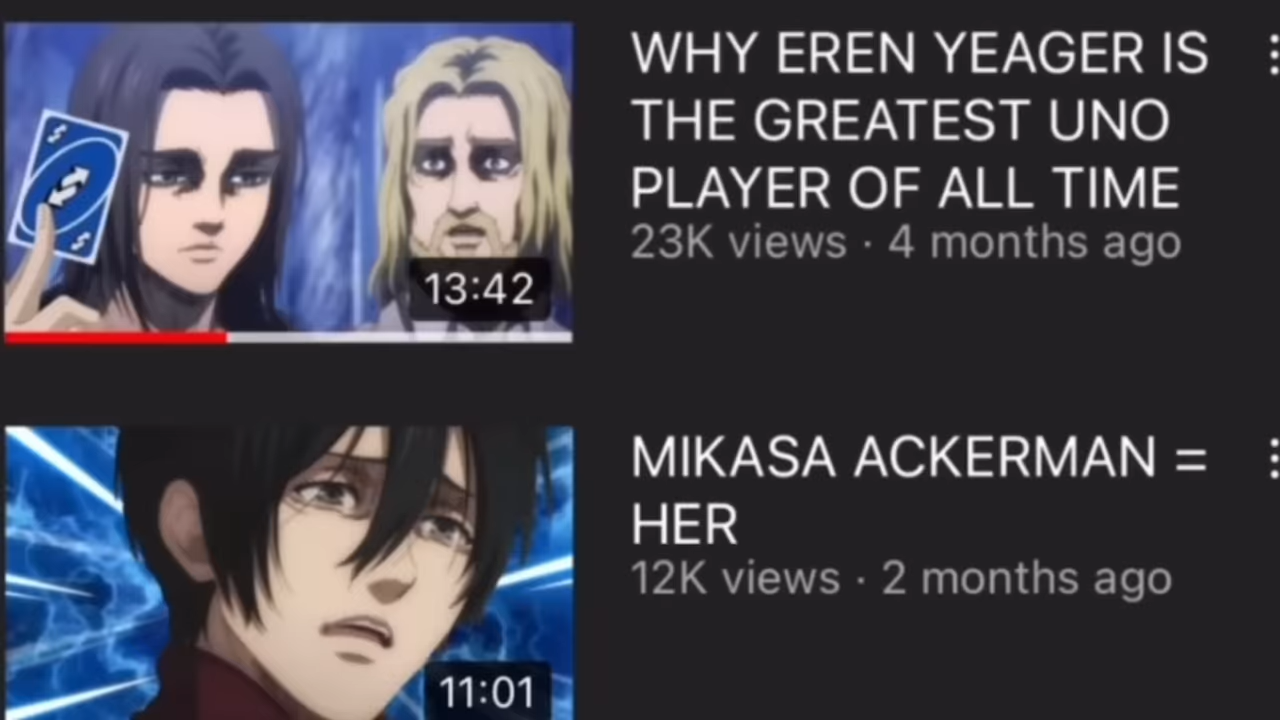 WHY EREN YEAGER IS
THE GREATEST UNO
PLAYER OF ALL TIME
23K views · 4 months ago
13:42
MIKASA ACKERMAN =
HER
12K views · 2 months ago
11:01